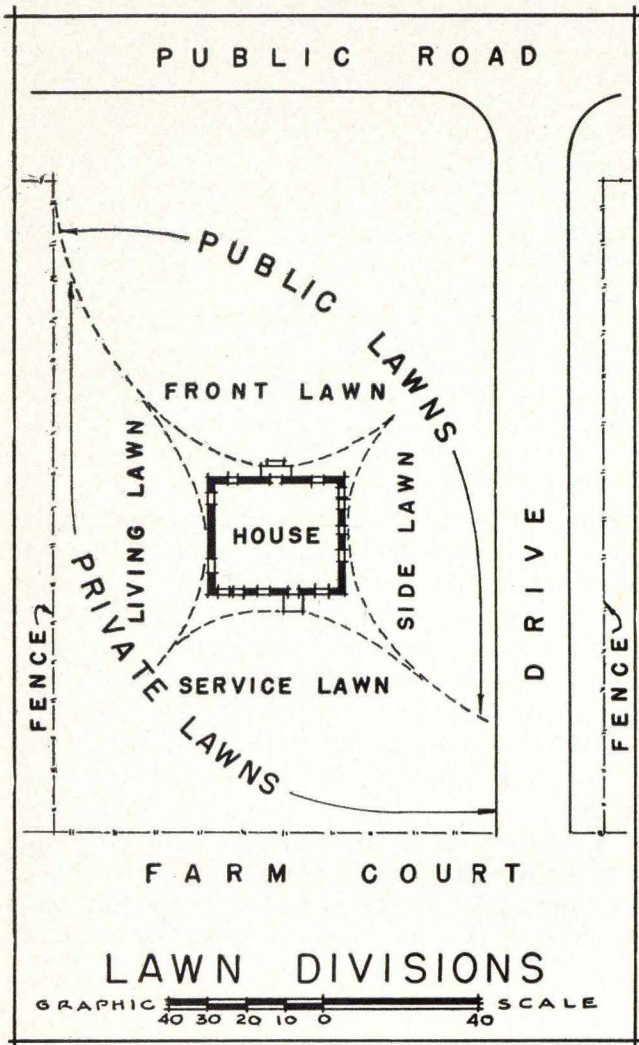 PUBLIC ROAD
PUBLIC LAWNS
FRONT LAWN
LIVING LAWN
HOUSE
SIDE LAWN
DRIVE
PRIVATE LAWNS
SERVICE LAWN
FENCE
FENCE
FARM COURT
LAWN DIVISIONS
GRAPHIC SCALE
40 30 20 10 0 40